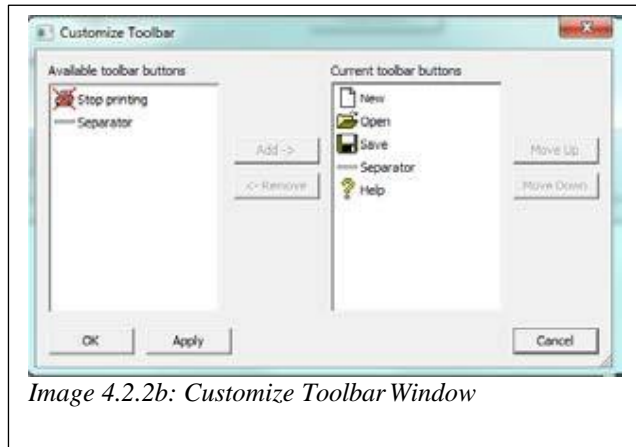 Customize Toolbar
Available toolbar buttons
Stop printing
Separator
Add ->
<- Remove
Current toolbar buttons
New
Open
Save
Separator
Help
Move Up
Move Down
OK
Apply
Cancel
Image 4.2.2b: Customize Toolbar Window